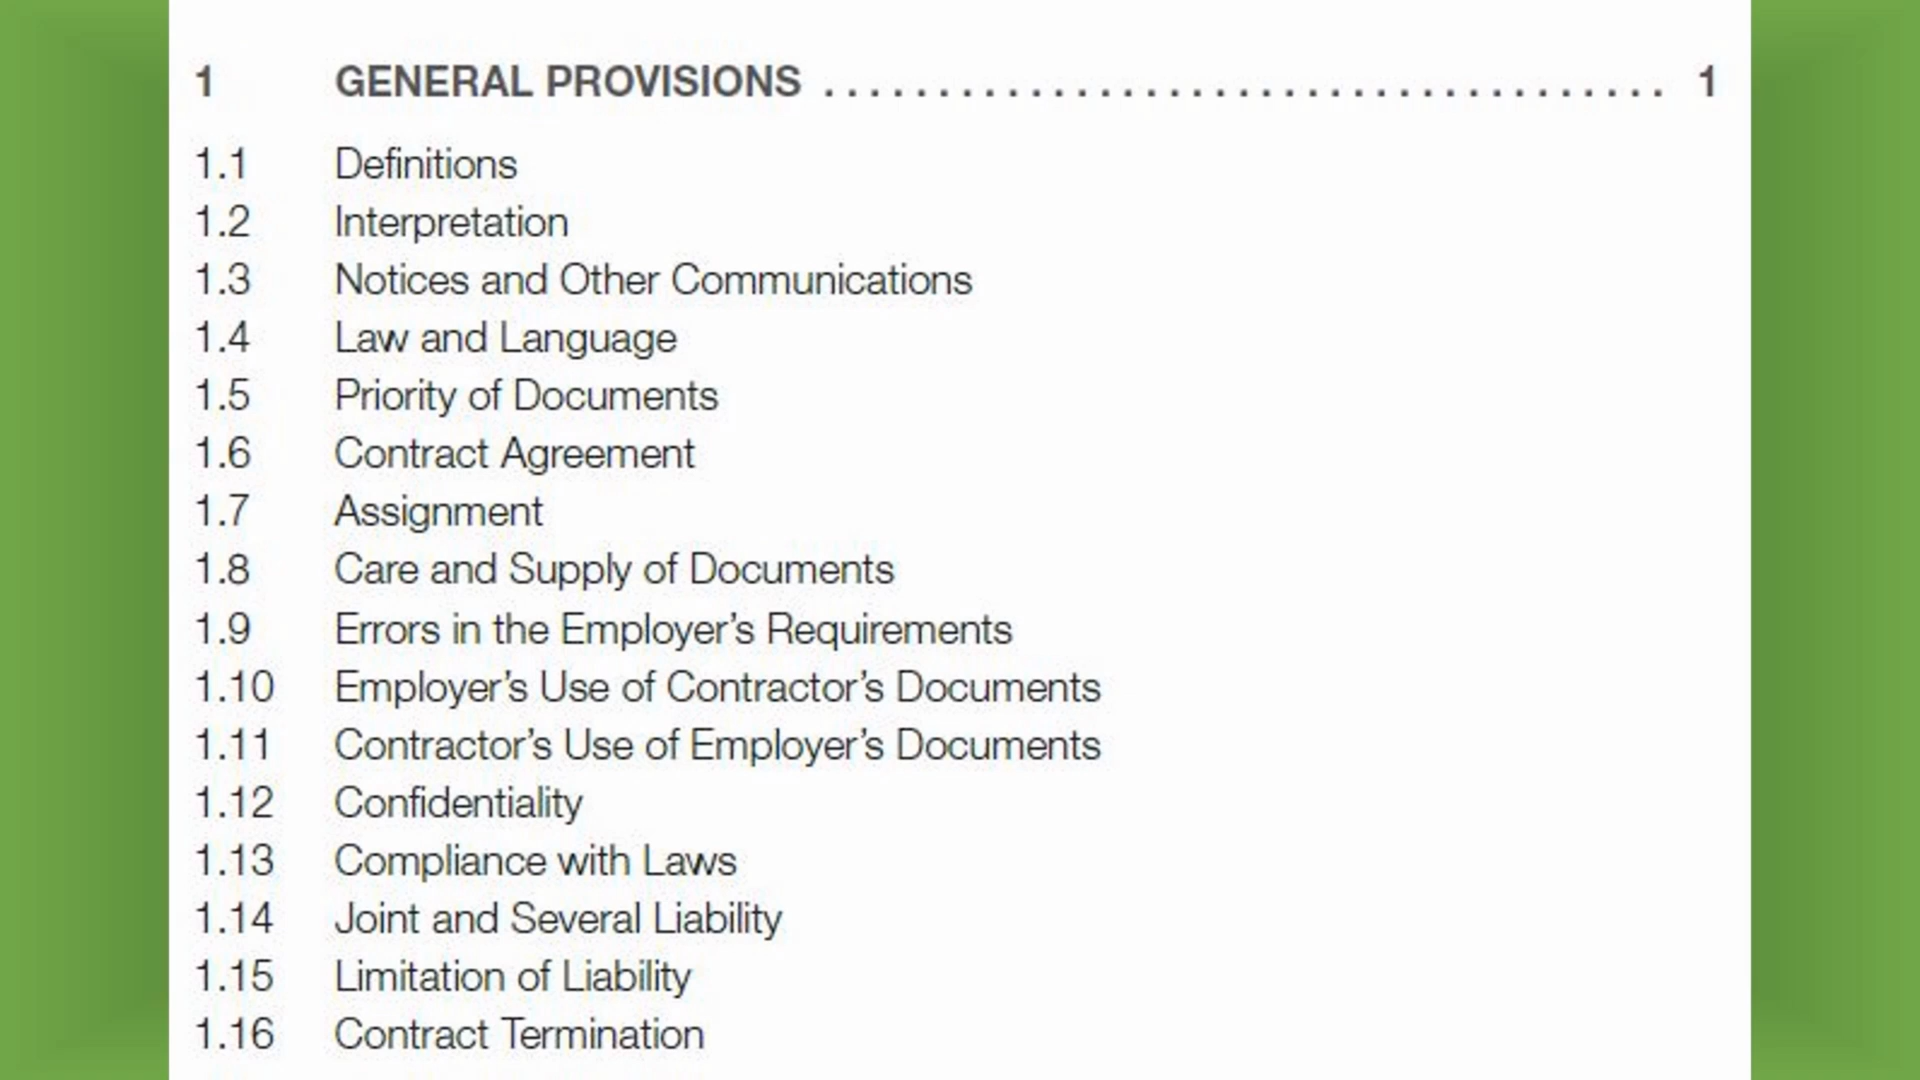 1 GENERAL PROVISIONS . . . . . . . . . . . . . . . . . . . . . . . . . . . . . . . . . . . . . 1
1.1 Definitions
1.2 Interpretation
1.3 Notices and Other Communications
1.4 Law and Language
1.5 Priority of Documents
1.6 Contract Agreement
1.7 Assignment
1.8 Care and Supply of Documents
1.9 Errors in the Employer’s Requirements
1.10 Employer’s Use of Contractor’s Documents
1.11 Contractor’s Use of Employer’s Documents
1.12 Confidentiality
1.13 Compliance with Laws
1.14 Joint and Several Liability
1.15 Limitation of Liability
1.16 Contract Termination